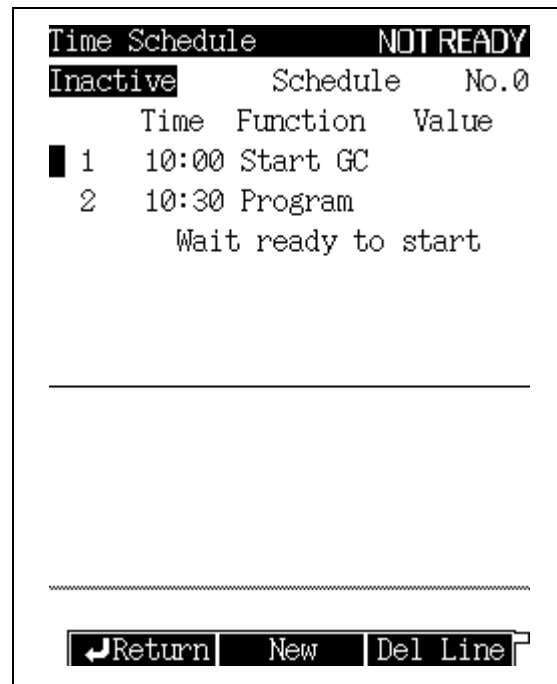 Time Schedule NOT READY
Inactive Schedule No.0
Time Function Value
1 10:00 Start GC
2 10:30 Program
Wait ready to start
↵Return New Del Line